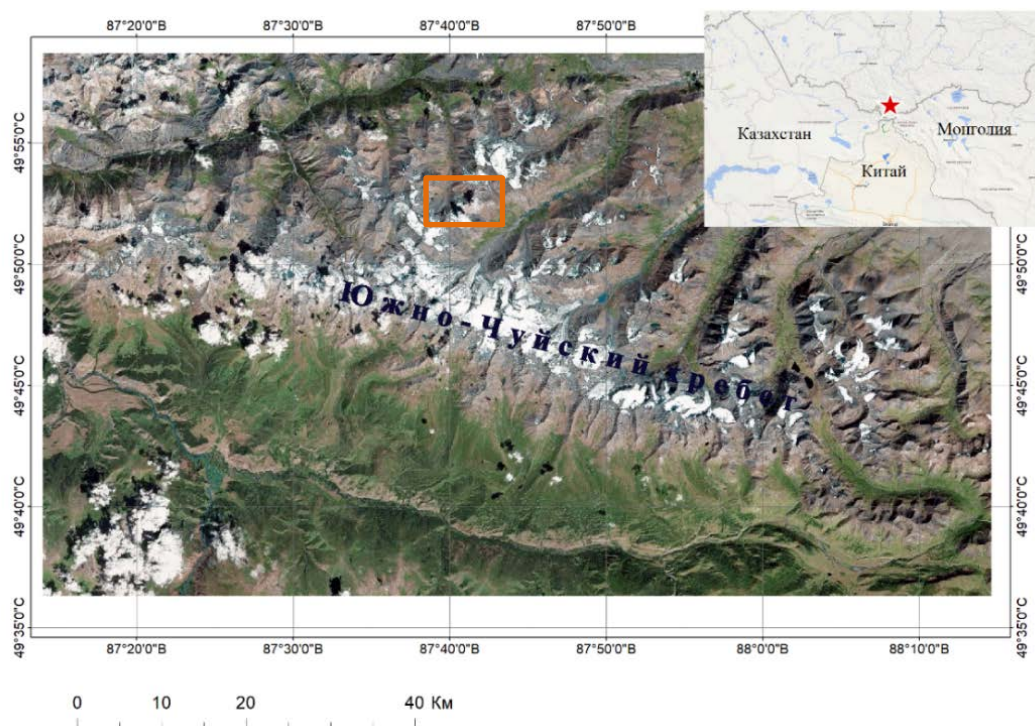 87°20'0"В 87°30'0"В 87°40'0"В 87°50'0"В
Казахстан
Монголия
Китай
49°55'0"С
49°50'0"С 49°50'0"С
Южно-Чуйский хребет
49°45'0"С 49°45'0"С
49°40'0"С 49°40'0"С
49°35'0"С 49°35'0"С
87°20'0"В 87°30'0"В 87°40'0"В 87°50'0"В 88°0'0"В 88°10'0"В
0 10 20 40 Км